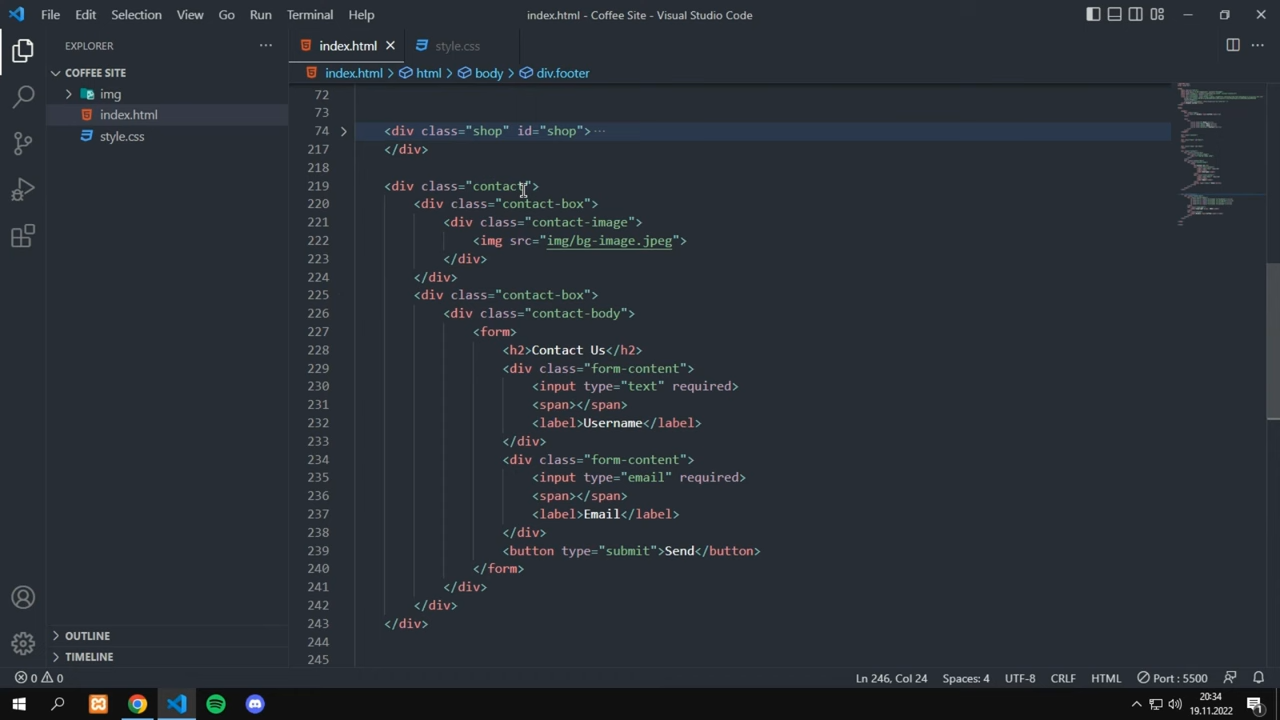 File Edit Selection View Go Run Terminal Help
index.html - Coffee Site - Visual Studio Code
EXPLORER
COFFEE SITE
img
index.html
style.css
OUTLINE
TIMELINE
index.html
style.css
index.html > html > body > div.footer
72
73
74 <div class="shop" id="shop">
217 </div>
218
219 <div class="contact">
220 <div class="contact-box">
221 <div class="contact-image">
222 <img src="img/bg-image.jpeg">
223 </div>
224 </div>
225 <div class="contact-box">
226 <div class="contact-body">
227 <form>
228 <h2>Contact Us</h2>
229 <div class="form-content">
230 <input type="text" required>
231 <span></span>
232 <label>Username</label>
233 </div>
234 <div class="form-content">
235 <input type="email" required>
236 <span></span>
237 <label>Email</label>
238 </div>
239 <button type="submit">Send</button>
240 </form>
241 </div>
242 </div>
243 </div>
244
245
0 0
Ln 246, Col 24 Spaces: 4 UTF-8 CRLF HTML Port : 5500
20:34
19.11.2022
1